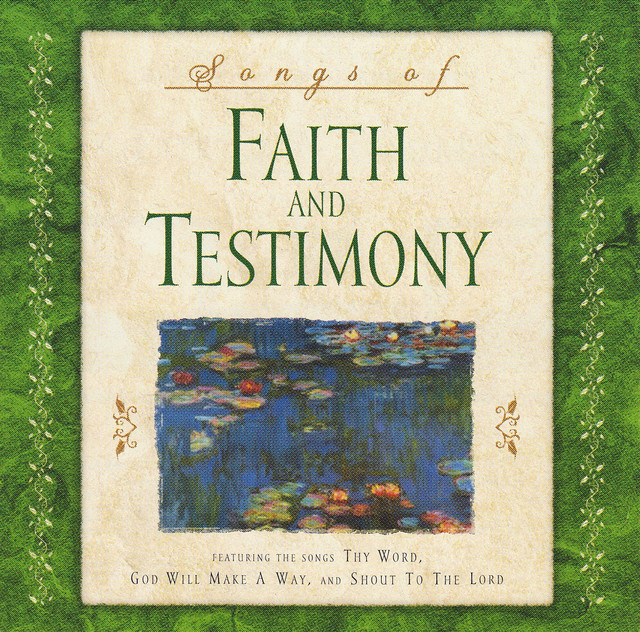 Songs of
FAITH
AND
TESTIMONY
FEATURING THE SONGS THY WORD,
GOD WILL MAKE A WAY, AND SHOUT TO THE LORD